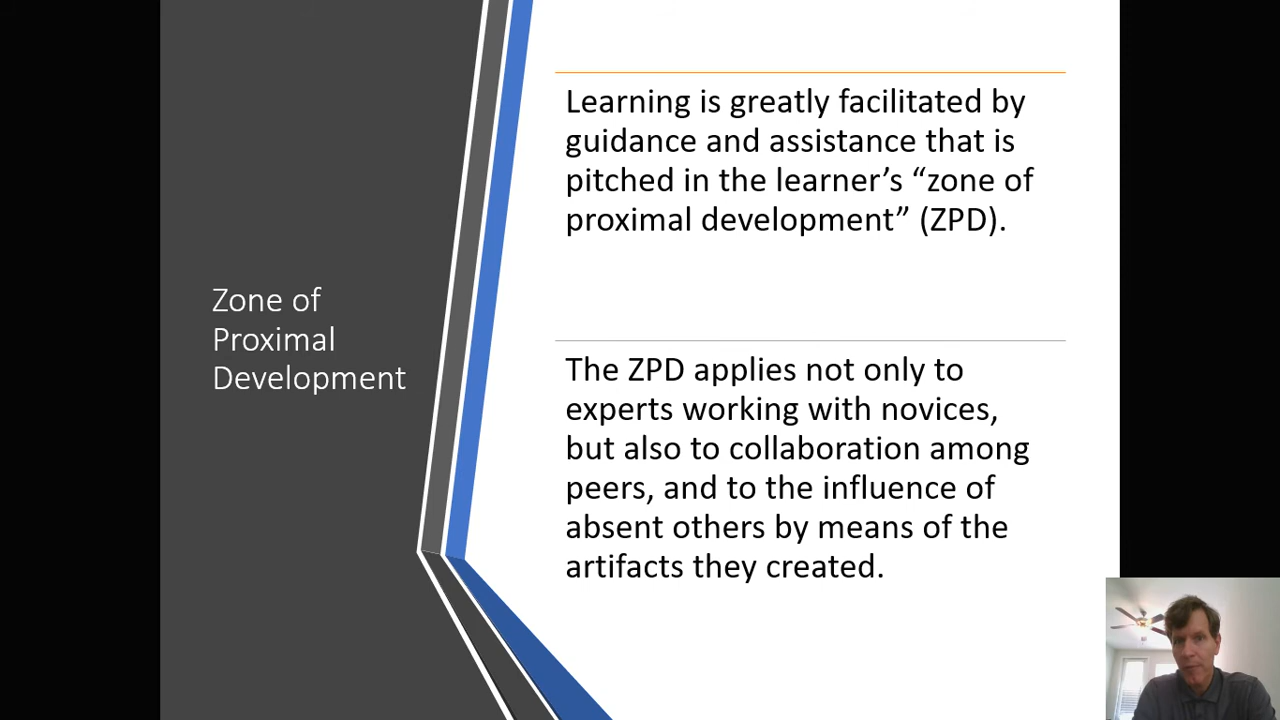 Zone of
Proximal
Development
Learning is greatly facilitated by
guidance and assistance that is
pitched in the learner’s “zone of
proximal development” (ZPD).
The ZPD applies not only to
experts working with novices,
but also to collaboration among
peers, and to the influence of
absent others by means of the
artifacts they created.